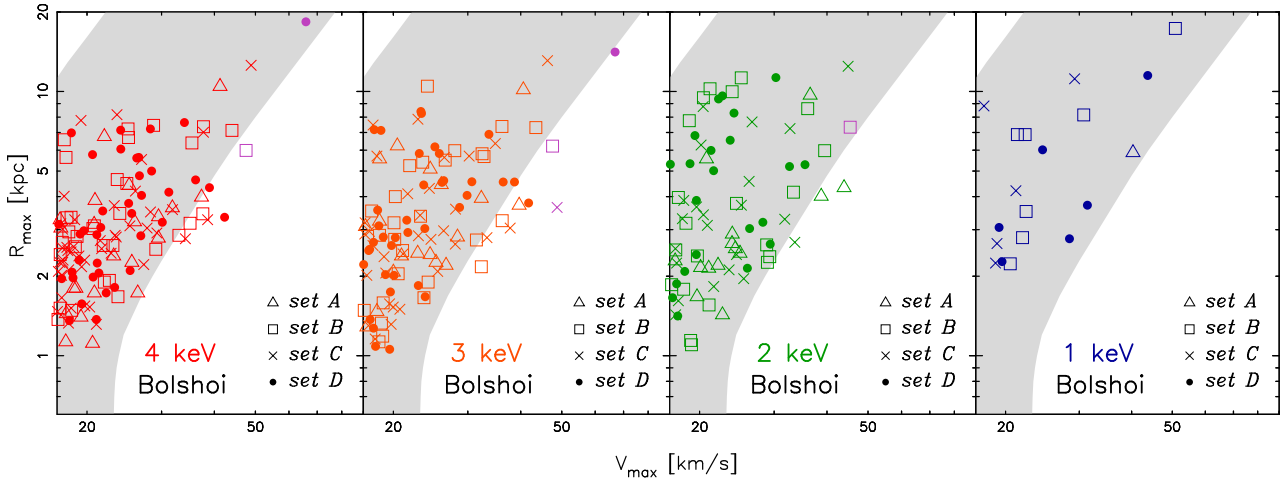 R_max [kpc]
20
10
5
2
1
△ set A
□ set B
× set C
● set D
4 keV
Bolshoi
20 50
△ set A
□ set B
× set C
● set D
3 keV
Bolshoi
20 50
△ set A
□ set B
× set C
● set D
2 keV
Bolshoi
20 50
△ set A
□ set B
× set C
● set D
1 keV
Bolshoi
20 50
V_max [km/s]